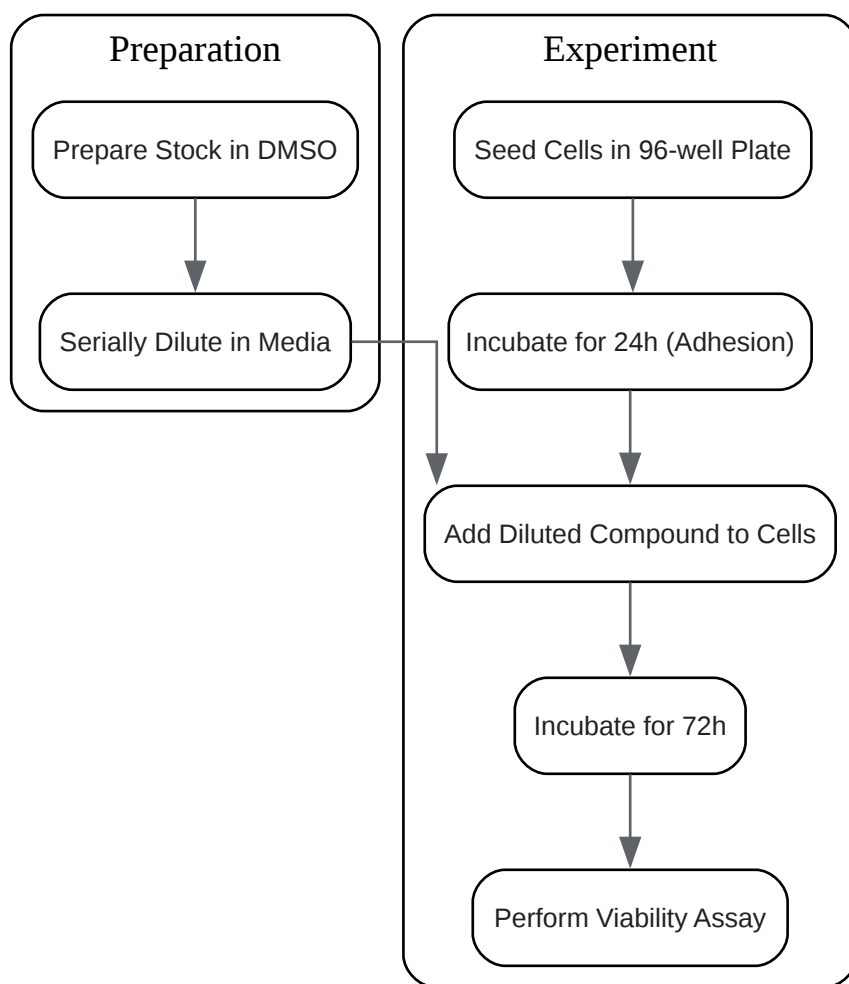 Preparation
Prepare Stock in DMSO
Serially Dilute in Media
Experiment
Seed Cells in 96-well Plate
Incubate for 24h (Adhesion)
Add Diluted Compound to Cells
Incubate for 72h
Perform Viability Assay